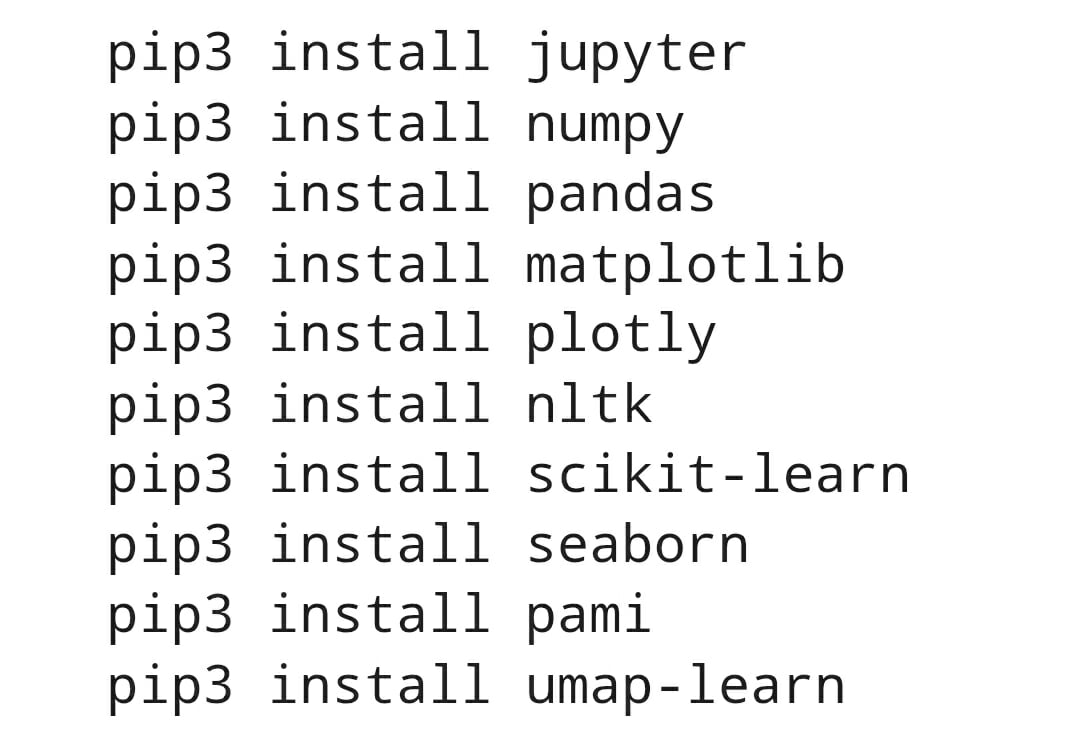 pip3 install jupyter
pip3 install numpy
pip3 install pandas
pip3 install matplotlib
pip3 install plotly
pip3 install nltk
pip3 install scikit-learn
pip3 install seaborn
pip3 install pami
pip3 install umap-learn